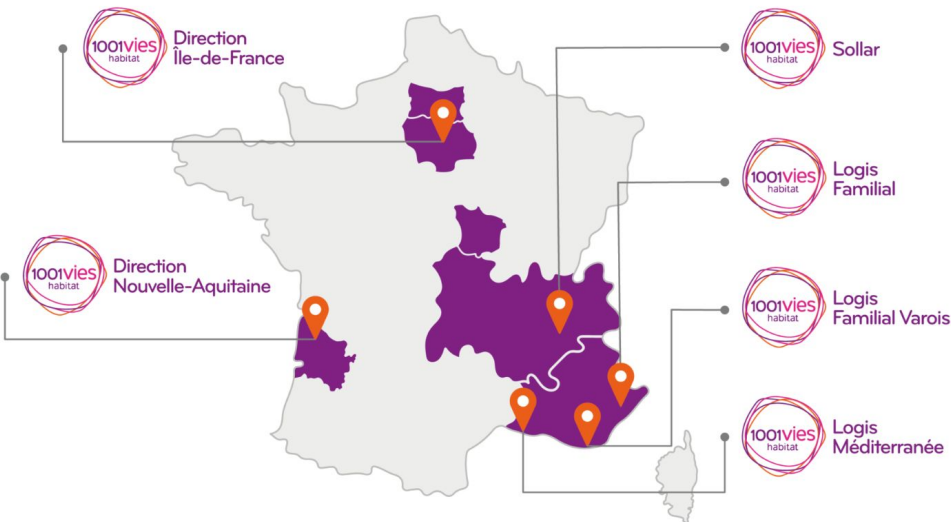 1001vies
habitat
Direction
Île-de-France
1001vies
habitat
Sollar
1001vies
habitat
Logis
Familial
1001vies
habitat
Direction
Nouvelle-Aquitaine
1001vies
habitat
Logis
Familial Varois
1001vies
habitat
Logis
Méditerranée